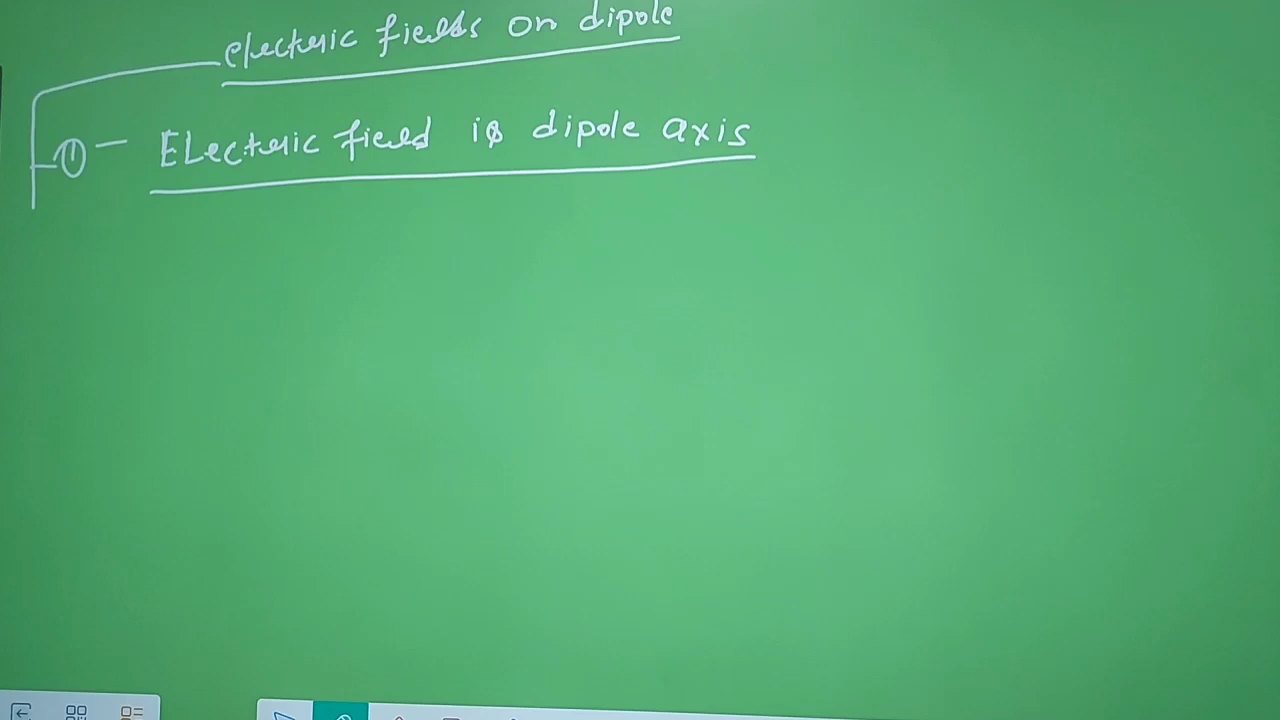 electric fields on dipole
① — Electric field is dipole axis